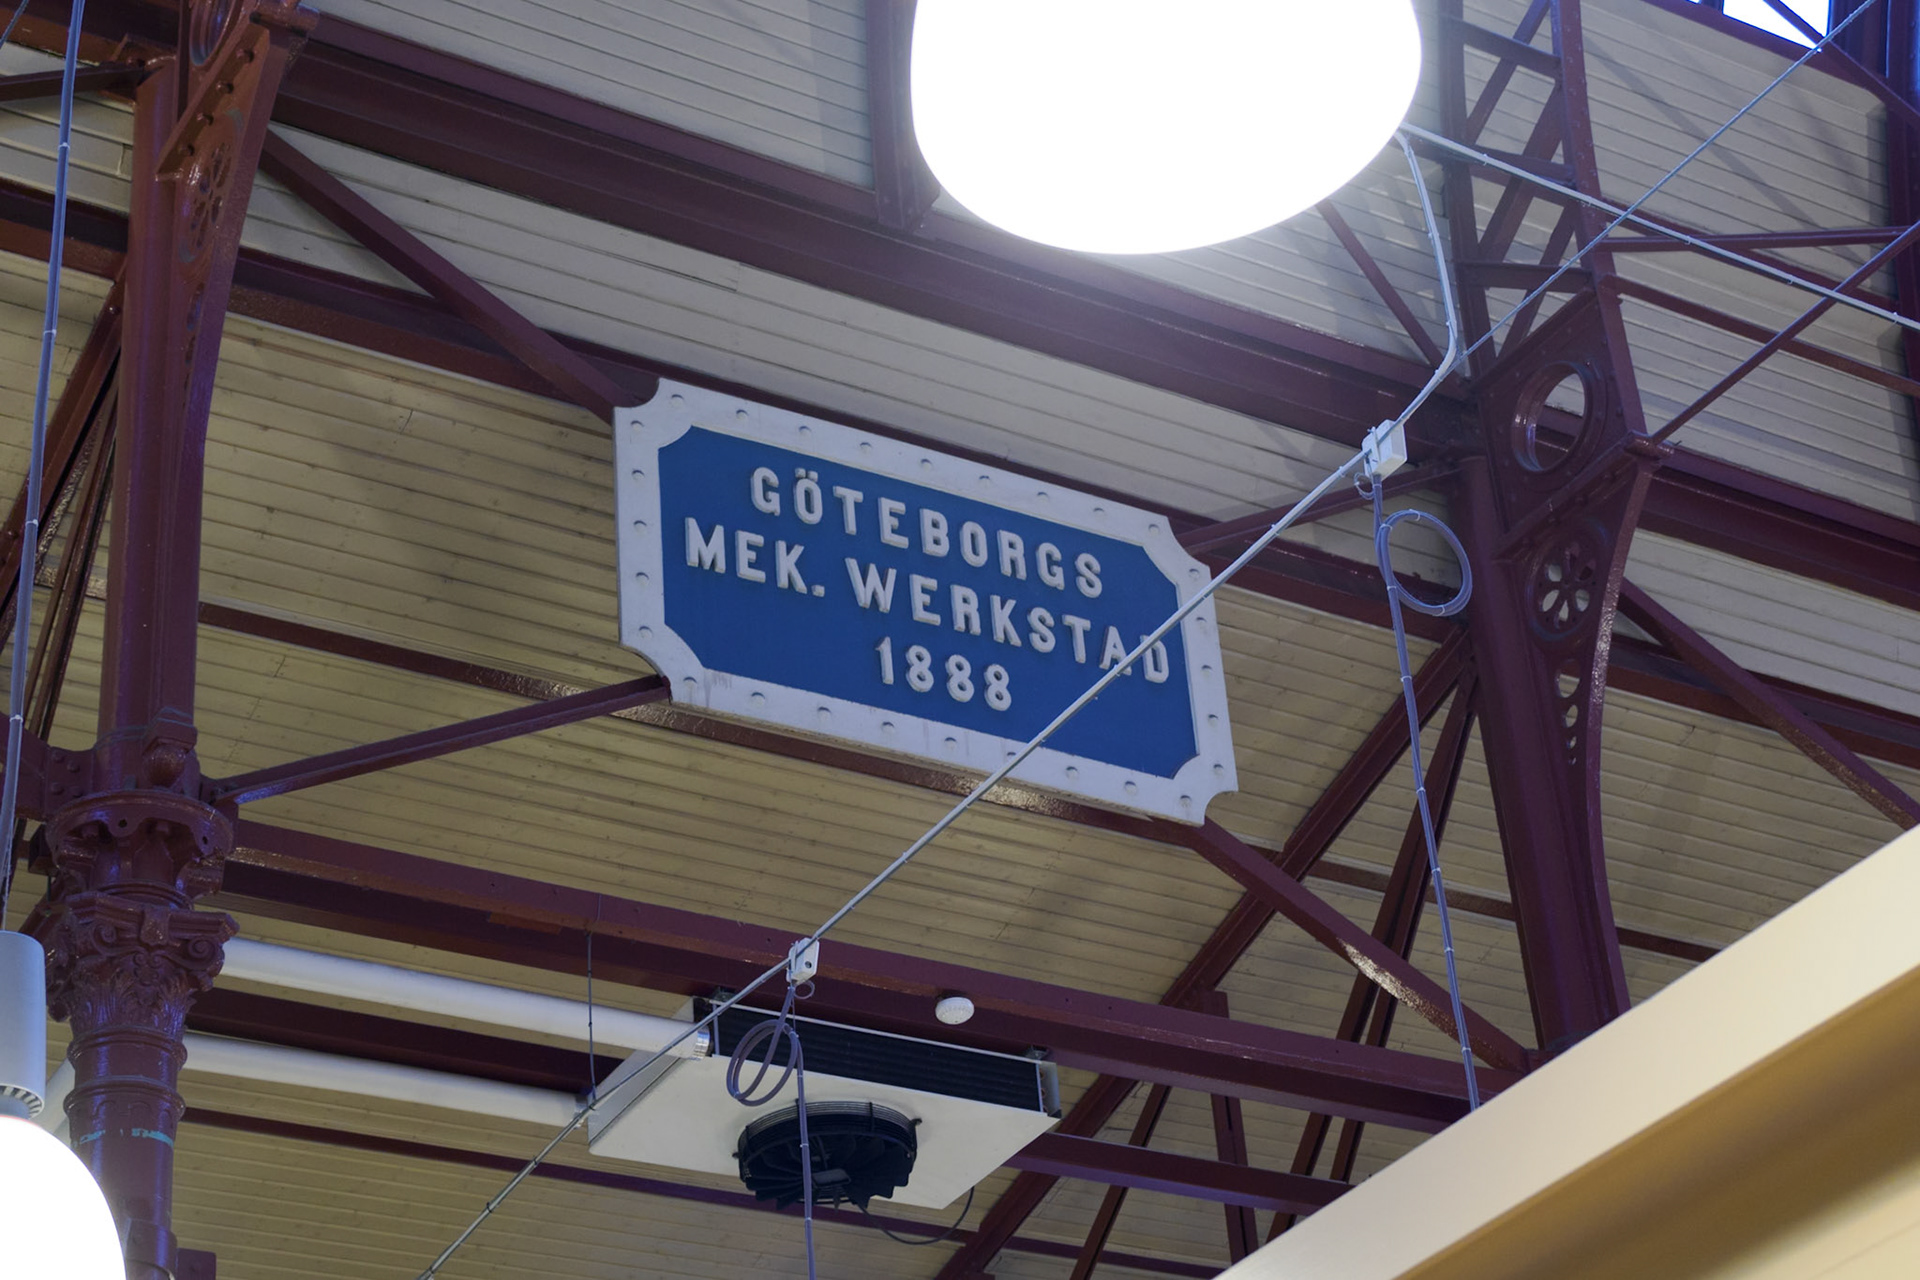 GÖTEBORGS
MEK. WERKSTAD
1888